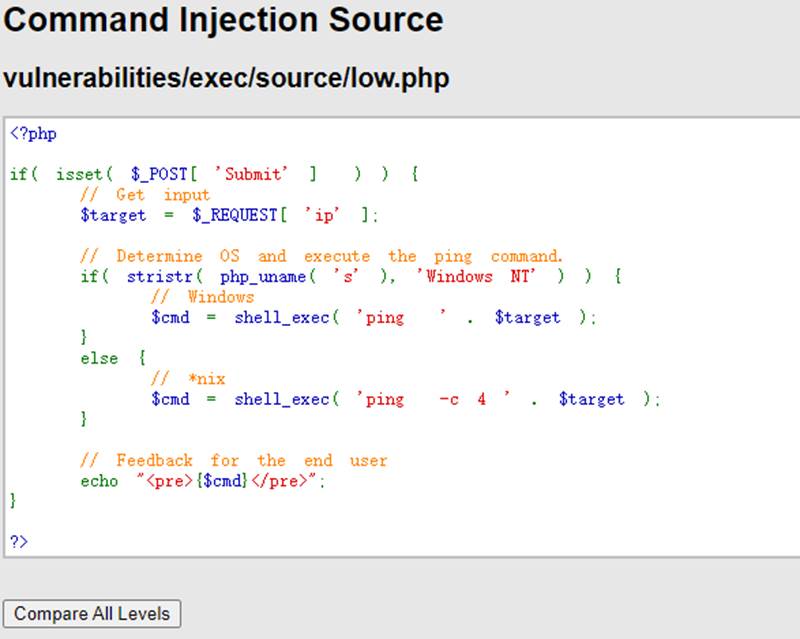 Command Injection Source
vulnerabilities/exec/source/low.php
<?php
if( isset( $_POST[ 'Submit' ]  ) ) {
// Get input
$target = $_REQUEST[ 'ip' ];
// Determine OS and execute the ping command.
if( stristr( php_uname( 's' ), 'Windows NT' ) ) {
// Windows
$cmd = shell_exec( 'ping  ' . $target );
}
else {
// *nix
$cmd = shell_exec( 'ping  -c 4 ' . $target );
}
// Feedback for the end user
echo "<pre>{$cmd}</pre>";
}
?>
Compare All Levels